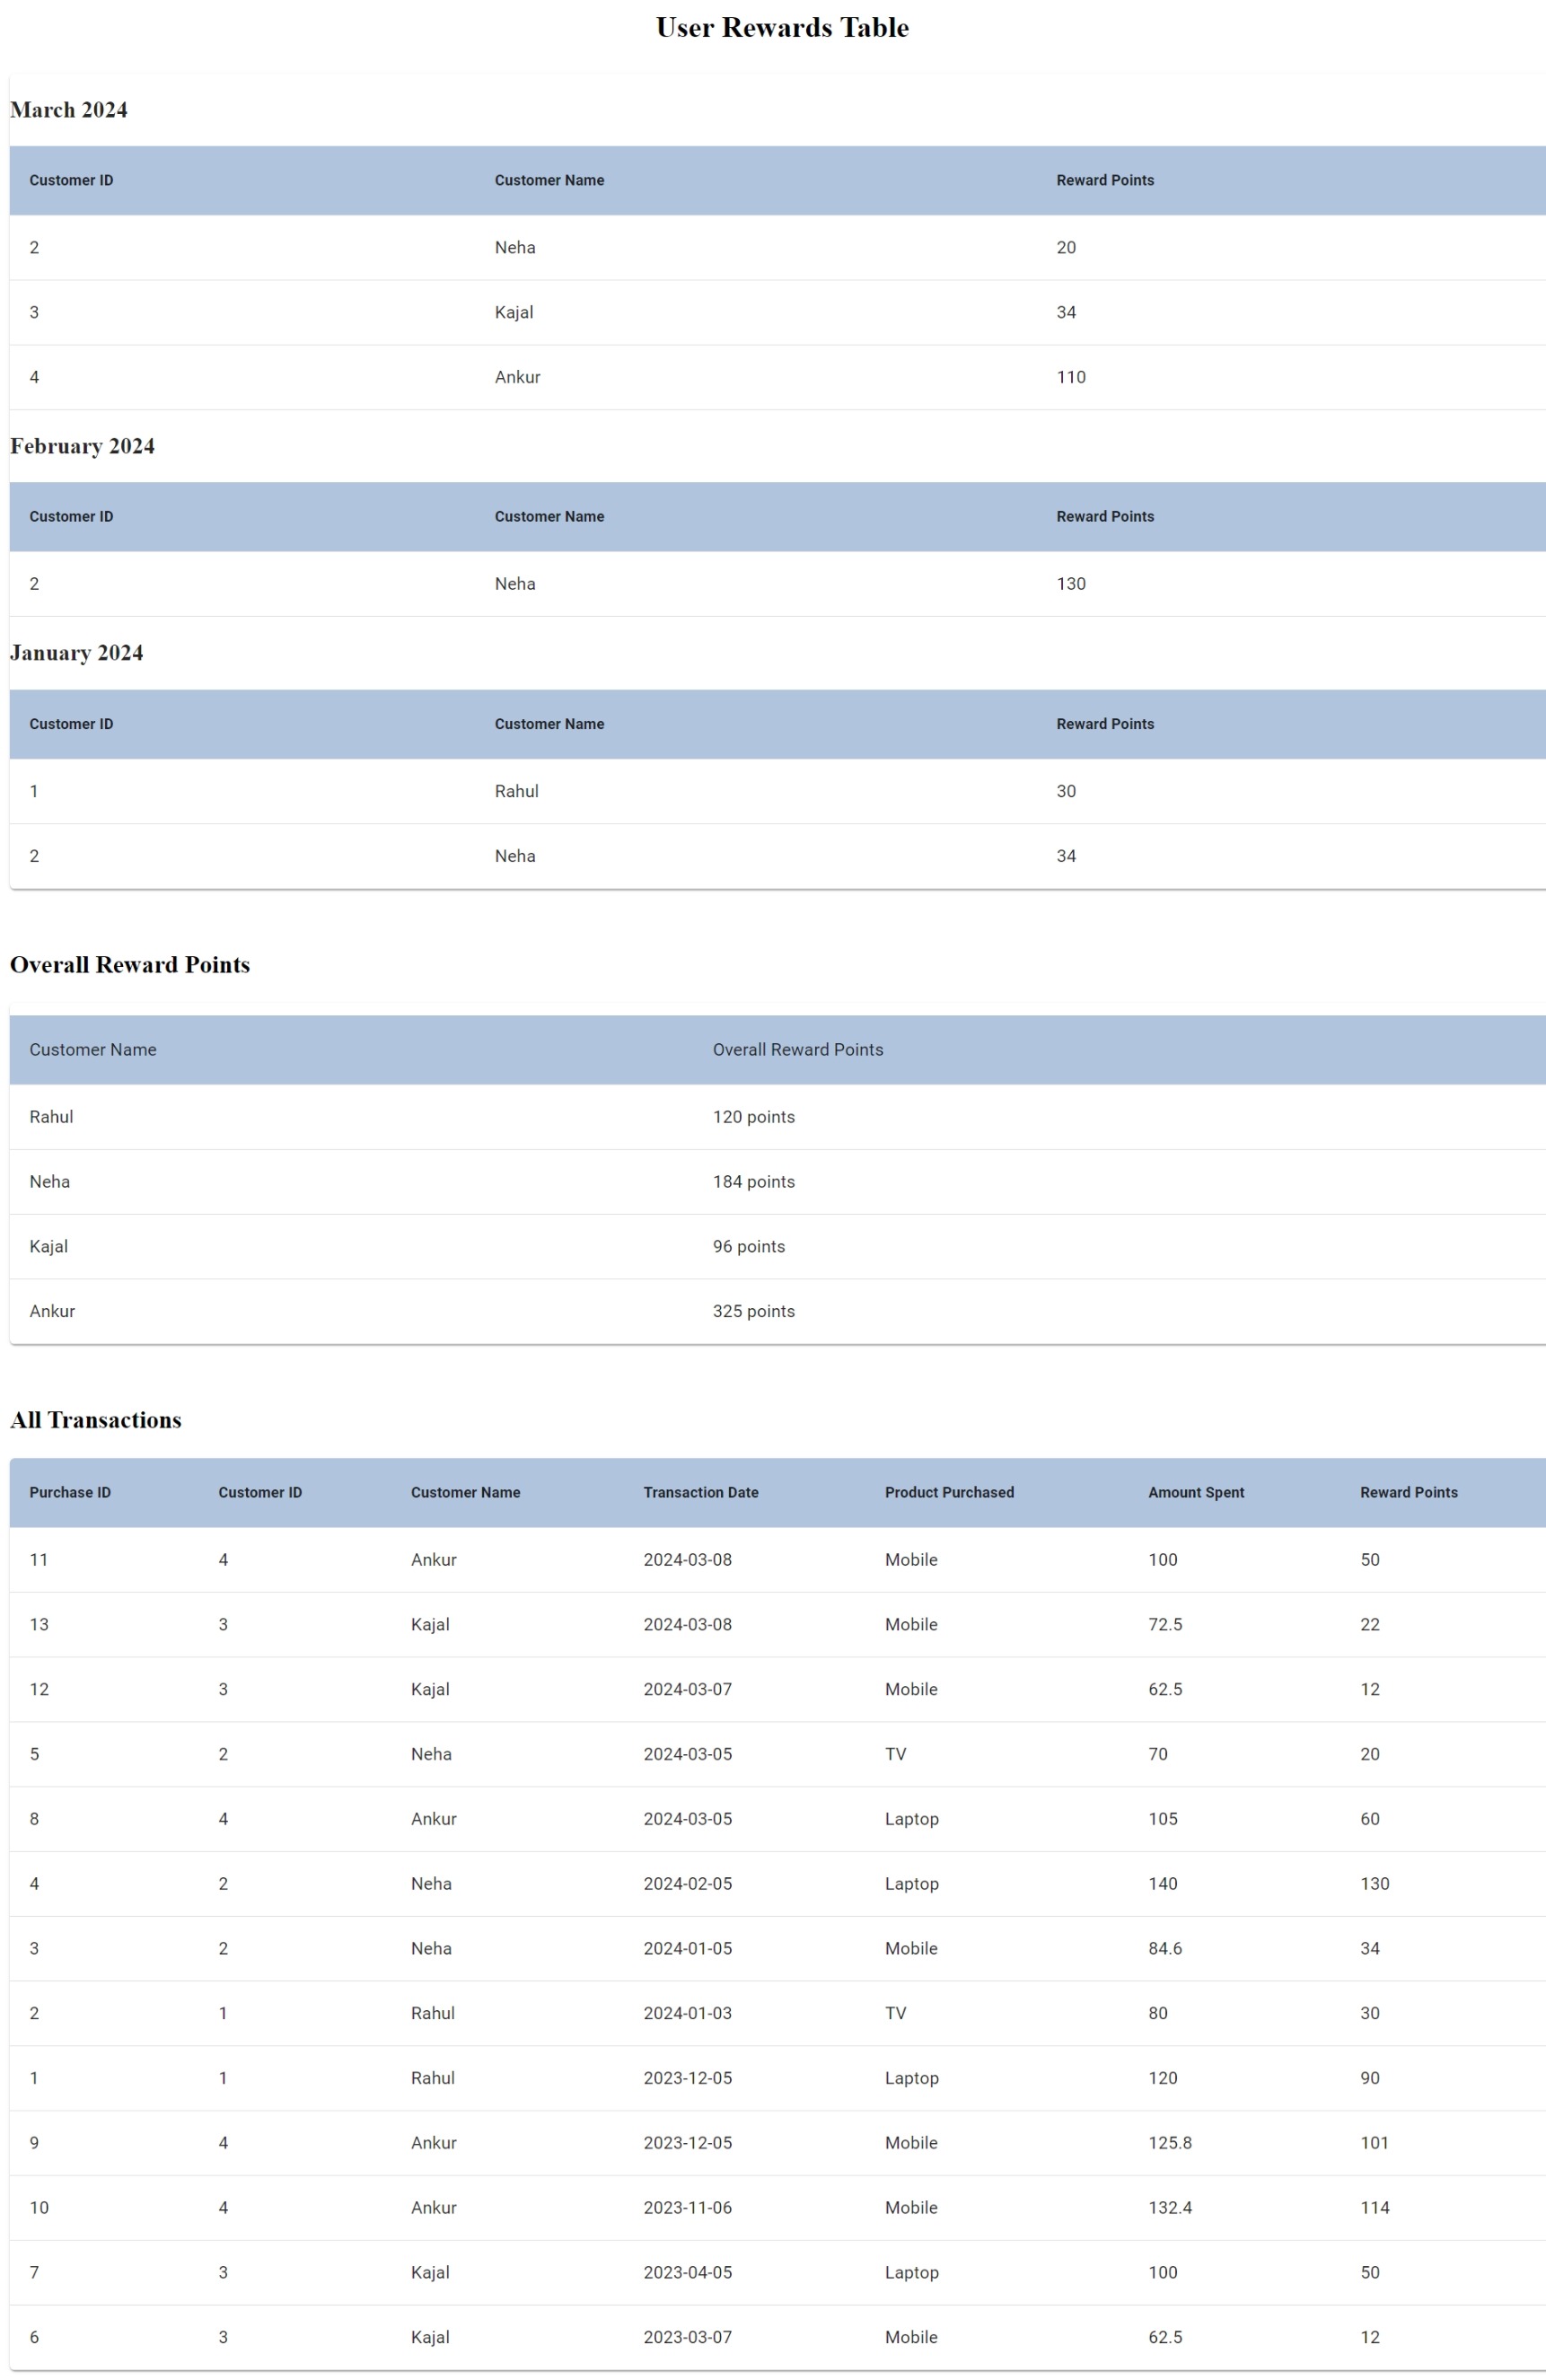 User Rewards Table
March 2024
Customer ID Customer Name Reward Points
2 Neha 20
3 Kajal 34
4 Ankur 110
February 2024
Customer ID Customer Name Reward Points
2 Neha 130
January 2024
Customer ID Customer Name Reward Points
1 Rahul 30
2 Neha 34
Overall Reward Points
Customer Name Overall Reward Points
Rahul 120 points
Neha 184 points
Kajal 96 points
Ankur 325 points
All Transactions
Purchase ID Customer ID Customer Name Transaction Date Product Purchased Amount Spent Reward Points
11 4 Ankur 2024-03-08 Mobile 100 50
13 3 Kajal 2024-03-08 Mobile 72.5 22
12 3 Kajal 2024-03-07 Mobile 62.5 12
5 2 Neha 2024-03-05 TV 70 20
8 4 Ankur 2024-03-05 Laptop 105 60
4 2 Neha 2024-02-05 Laptop 140 130
3 2 Neha 2024-01-05 Mobile 84.6 34
2 1 Rahul 2024-01-03 TV 80 30
1 1 Rahul 2023-12-05 Laptop 120 90
9 4 Ankur 2023-12-05 Mobile 125.8 101
10 4 Ankur 2023-11-06 Mobile 132.4 114
7 3 Kajal 2023-04-05 Laptop 100 50
6 3 Kajal 2023-03-07 Mobile 62.5 12